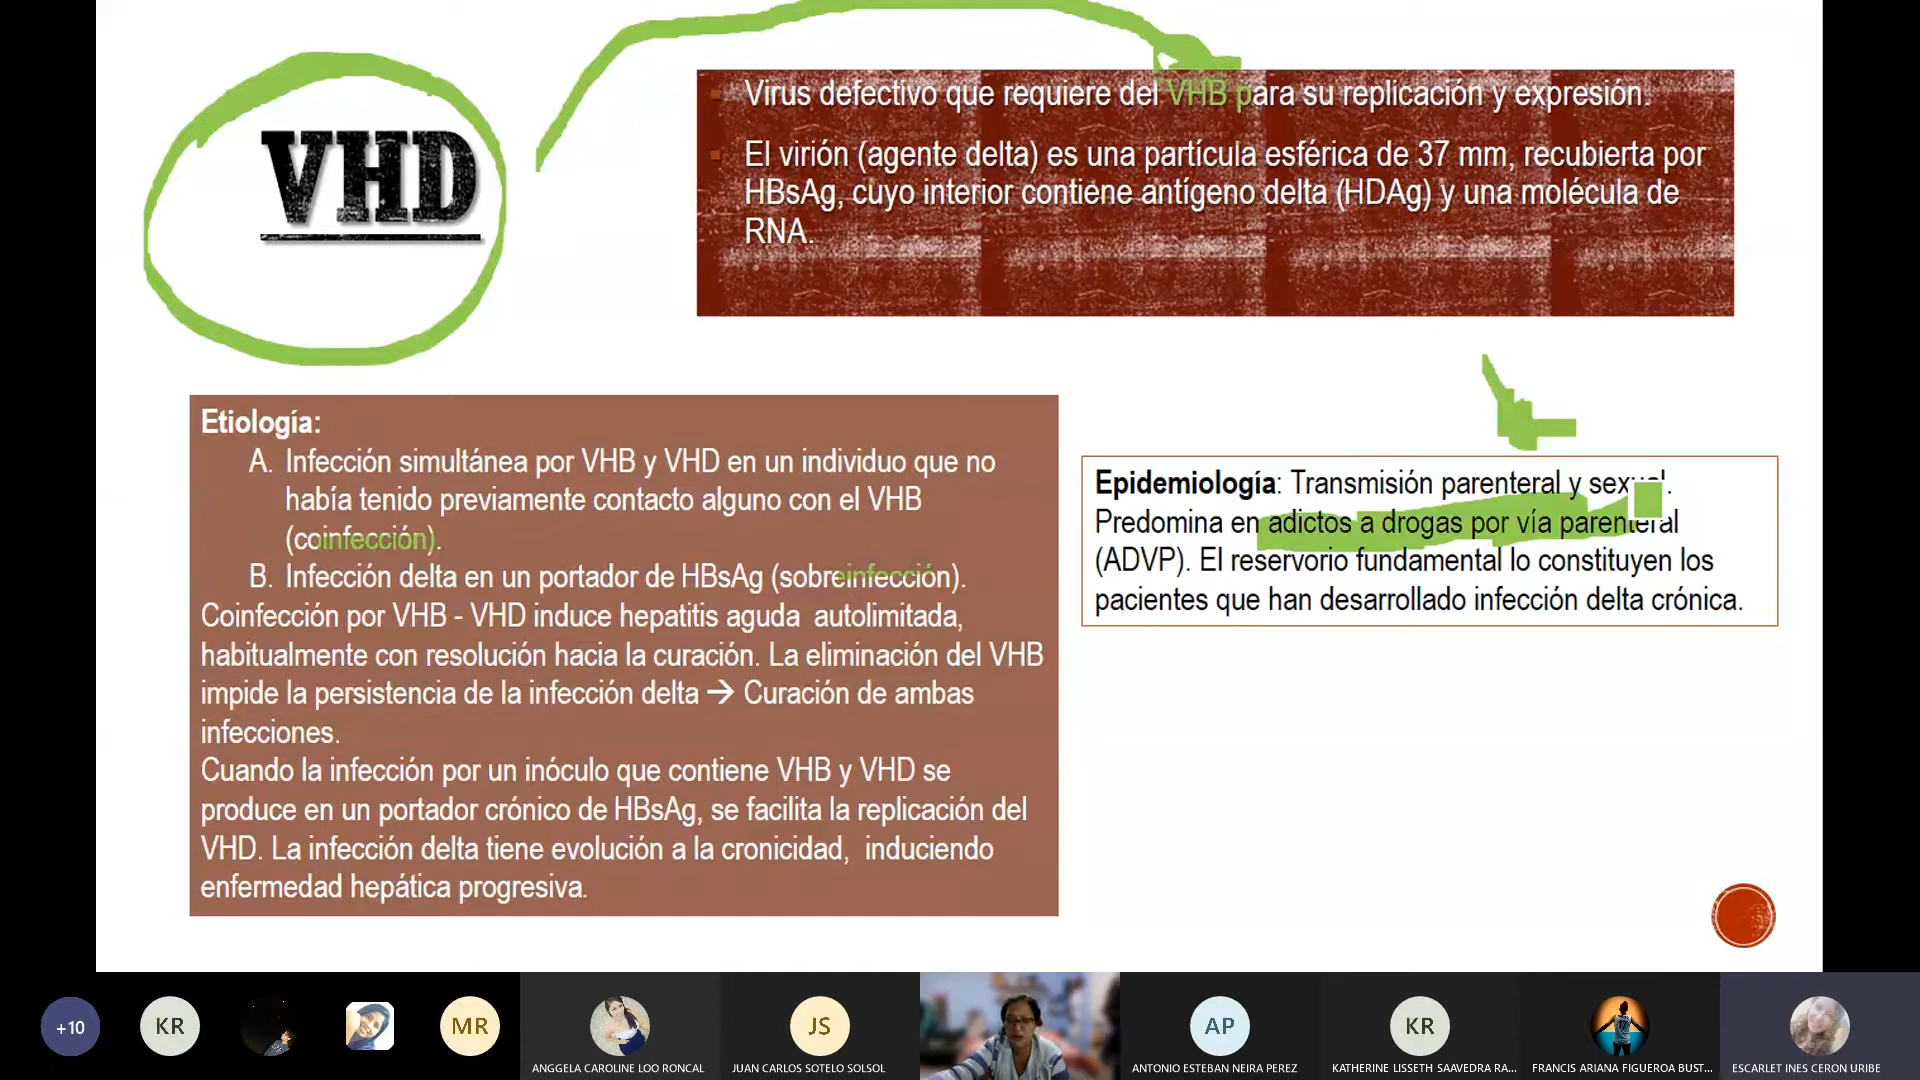 VHD
Virus defectivo que requiere del VHB para su replicación y expresión.
El virión (agente delta) es una partícula esférica de 37 mm, recubierta por
HBsAg, cuyo interior contiene antígeno delta (HDAg) y una molécula de
RNA.
Etiología:
A. Infección simultánea por VHB y VHD en un individuo que no
había tenido previamente contacto alguno con el VHB
(coinfección).
B. Infección delta en un portador de HBsAg (sobreinfección).
Coinfección por VHB - VHD induce hepatitis aguda autolimitada,
habitualmente con resolución hacia la curación. La eliminación del VHB
impide la persistencia de la infección delta → Curación de ambas
infecciones.
Cuando la infección por un inóculo que contiene VHB y VHD se
produce en un portador crónico de HBsAg, se facilita la replicación del
VHD. La infección delta tiene evolución a la cronicidad, induciendo
enfermedad hepática progresiva.
Epidemiología: Transmisión parenteral y sexual.
Predomina en adictos a drogas por vía parenteral
(ADVP). El reservorio fundamental lo constituyen los
pacientes que han desarrollado infección delta crónica.
+10
KR
MR
JS
AP
KR
ANGGELA CAROLINE LOO RONCAL
JUAN CARLOS SOTELO SOLSOL
ANTONIO ESTEBAN NEIRA PEREZ
KATHERINE LISSETH SAAVEDRA RA...
FRANCIS ARIANA FIGUEROA BUST...
ESCARLET INES CERON URIBE